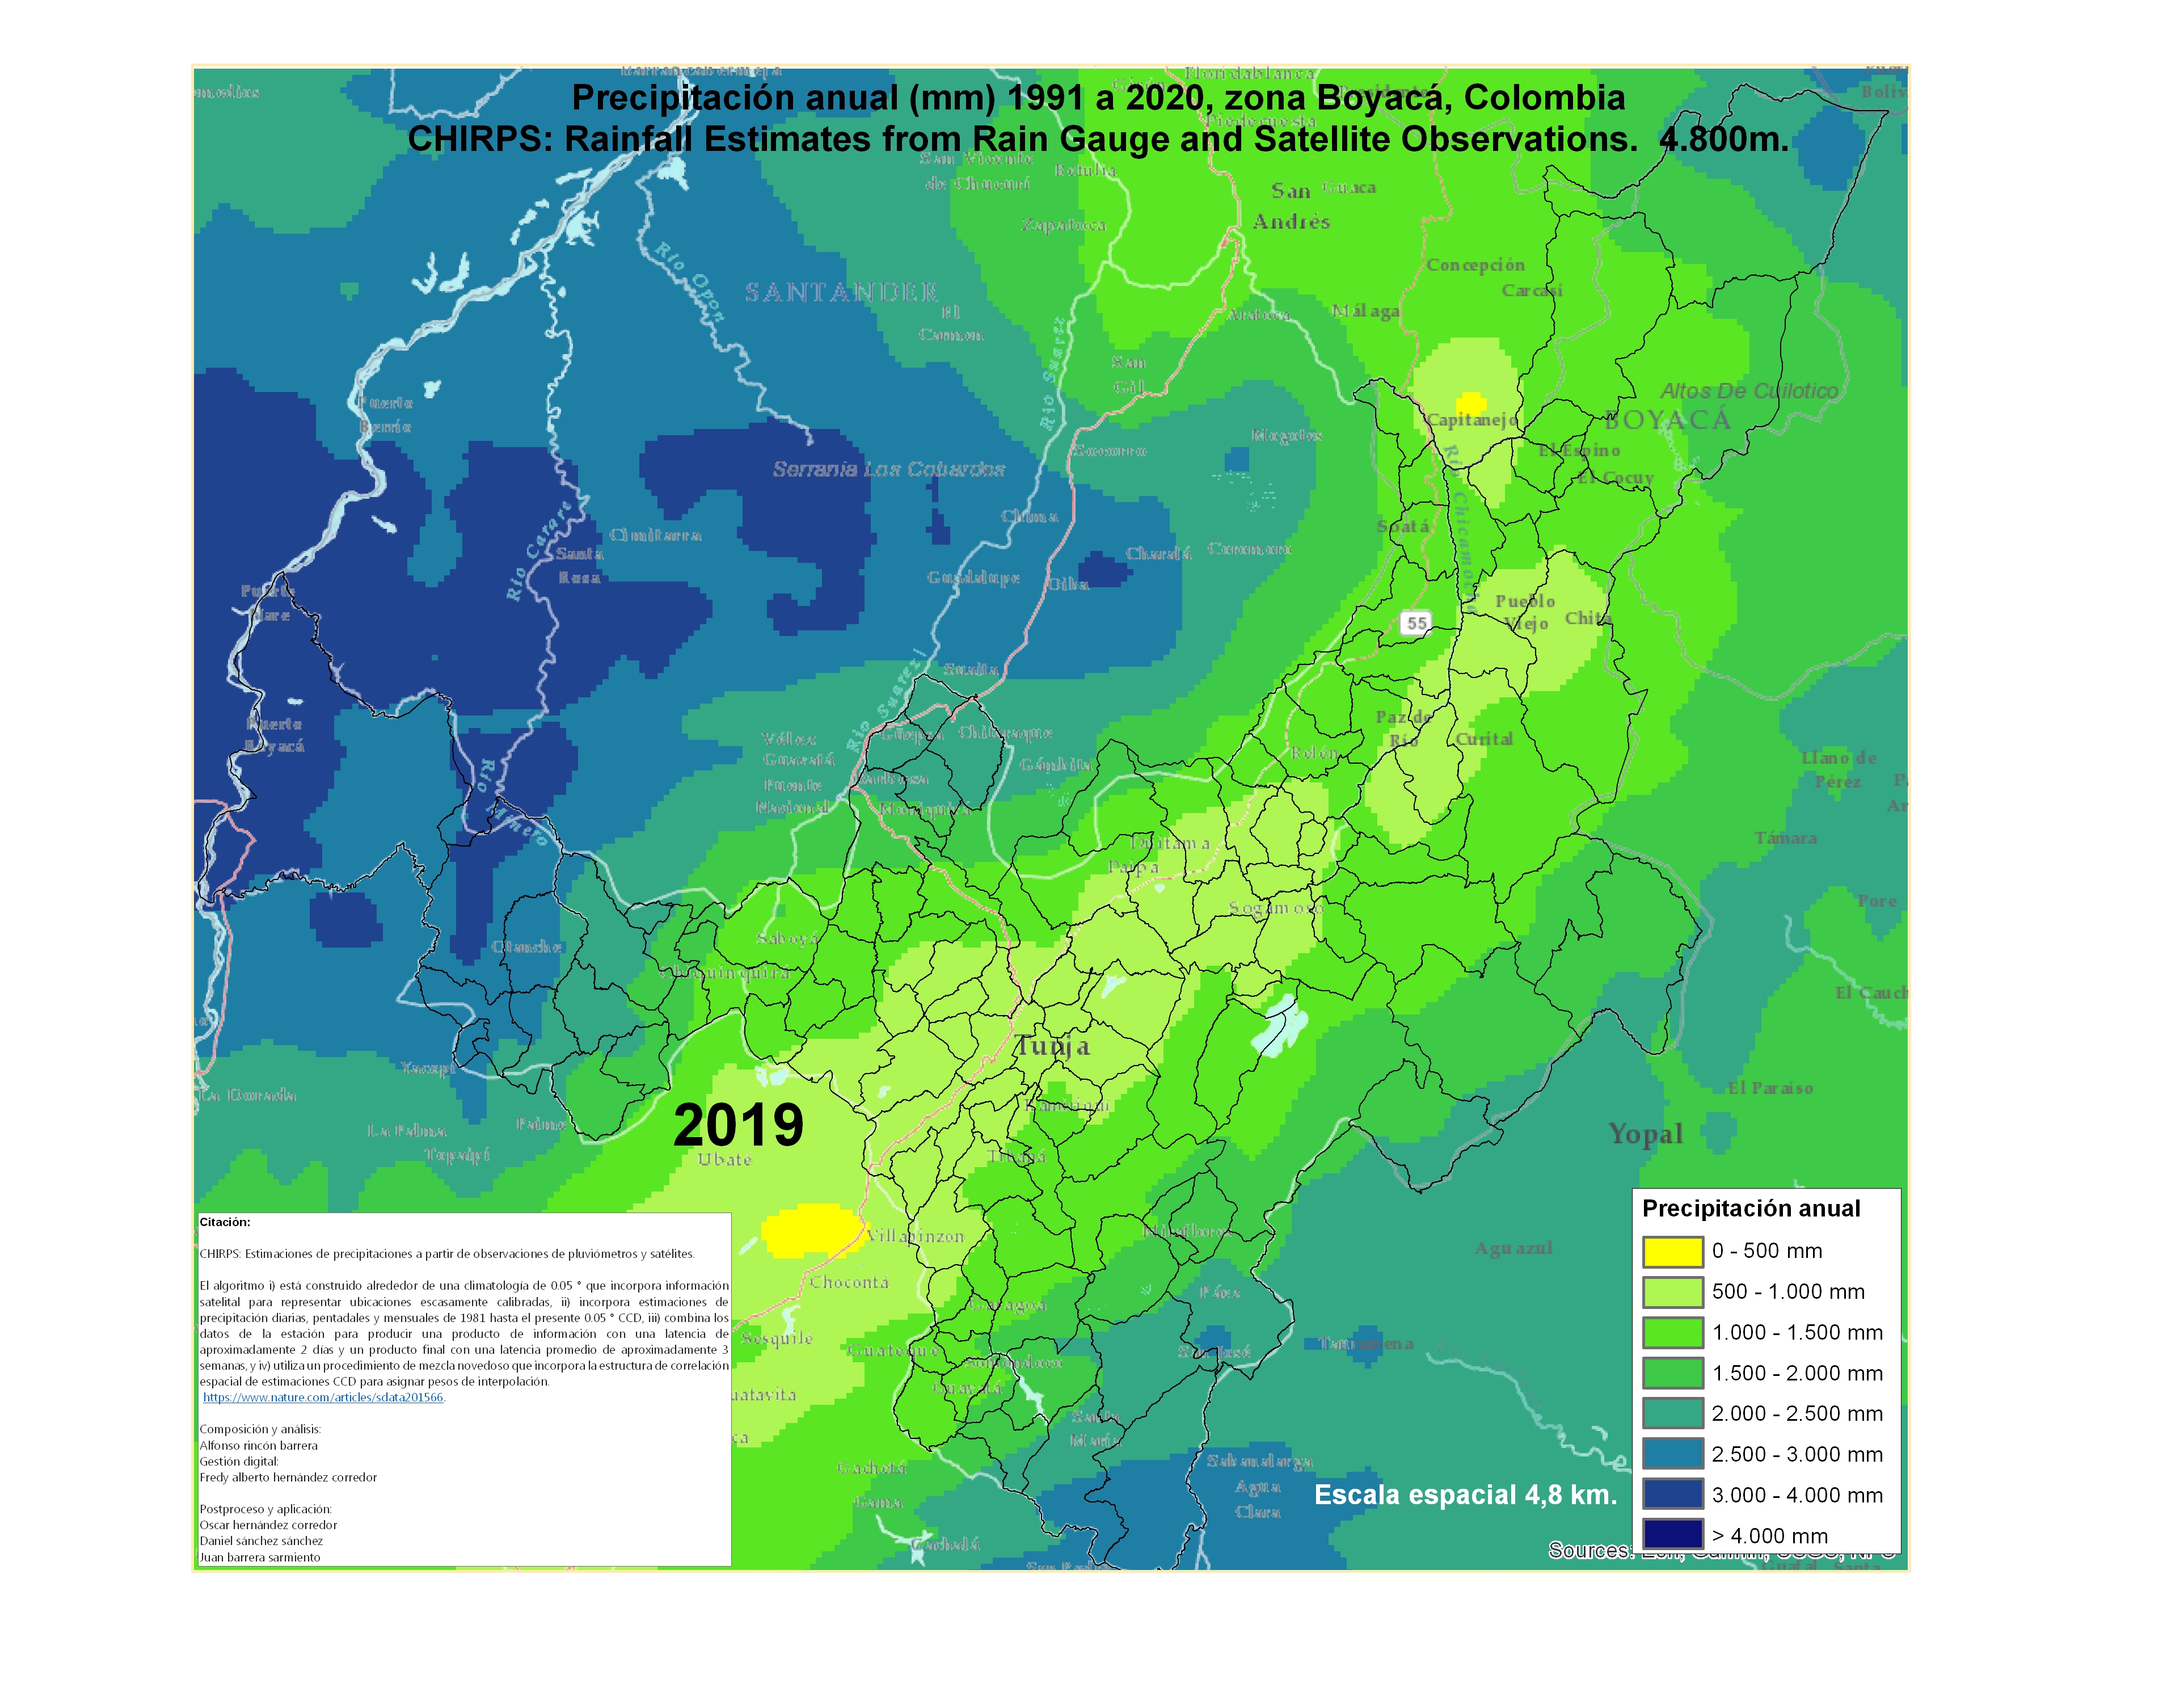 Precipitación anual (mm) 1991 a 2020, zona Boyacá, Colombia
CHIRPS: Rainfall Estimates from Rain Gauge and Satellite Observations. 4.800m.
Floridablanca
Piedecuesta
San Vicente
de Chucurí
Betulia
San
Andrés
Guaca
Zapatoca
Río Opon
SANTANDER
El
Carmen
Concepción
Carcasí
Málaga
Aratoca
Río Suarez
San
Gil
Puerto
Berrío
Altos De Cuilotico
BOYACÁ
Capitanejo
Mogotes
Socorro
Serranía Los Cobardes
El Espino
El Cocuy
Río Chicamocha
Soatá
Chima
Cimitarra
Río Carare
Santa
Rosa
Charalá
Coromoro
Guadalupe
Oiba
Puerto
Nare
Pueblo
Viejo
Chita
55
Suaita
Río Suarez
Puerto
Boyacá
Vélez
Guavatá
Puente
Nacional
Güepsa
Chitaraque
Barbosa
Moniquirá
Gámbita
Paz de
Río
Curital
Belén
Llano de
Pérez
Río Minero
Támara
Duitama
Paipa
Sogamoso
Pore
Saboyá
Otanche
Chiquinquirá
El Cauch
Tunja
Yacopí
La Dorada
Palme
La Palma
Topaipí
2019
Ubaté
Ramiriquí
Tibaná
El Paraíso
Yopal
Villapinzon
Chocontá
Miraflores
Aguazul
Páez
Garagoa
Sesquilé
Guateque
Somondoco
San José
Tauramena
Guayatá
uatavita
Santa
María
ca
Gachetá
Gama
Gachalá
Sabanalarga
Agua
Clara
Escala espacial 4,8 km.
Citación:
CHIRPS: Estimaciones de precipitaciones a partir de observaciones de pluviómetros y satélites.
El algoritmo i) está construido alrededor de una climatología de 0.05 ° que incorpora información
satelital para representar ubicaciones escasamente calibradas, ii) incorpora estimaciones de
precipitación diarias, pentadales y mensuales de 1981 hasta el presente 0.05 ° CCD, iii) combina los
datos de la estación para producir una producto de información con una latencia de
aproximadamente 2 días y un producto final con una latencia promedio de aproximadamente 3
semanas, y iv) utiliza un procedimiento de mezcla novedoso que incorpora la estructura de correlación
espacial de estimaciones CCD para asignar pesos de interpolación.
https://www.nature.com/articles/sdata201566.
Composición y análisis:
Alfonso rincón barrera
Gestión digital:
Fredy alberto hernández corredor
Postproceso y aplicación:
Oscar hernández corredor
Daniel sánchez sánchez
Juan barrera sarmiento
Precipitación anual
0 - 500 mm
500 - 1.000 mm
1.000 - 1.500 mm
1.500 - 2.000 mm
2.000 - 2.500 mm
2.500 - 3.000 mm
3.000 - 4.000 mm
> 4.000 mm
Sources: